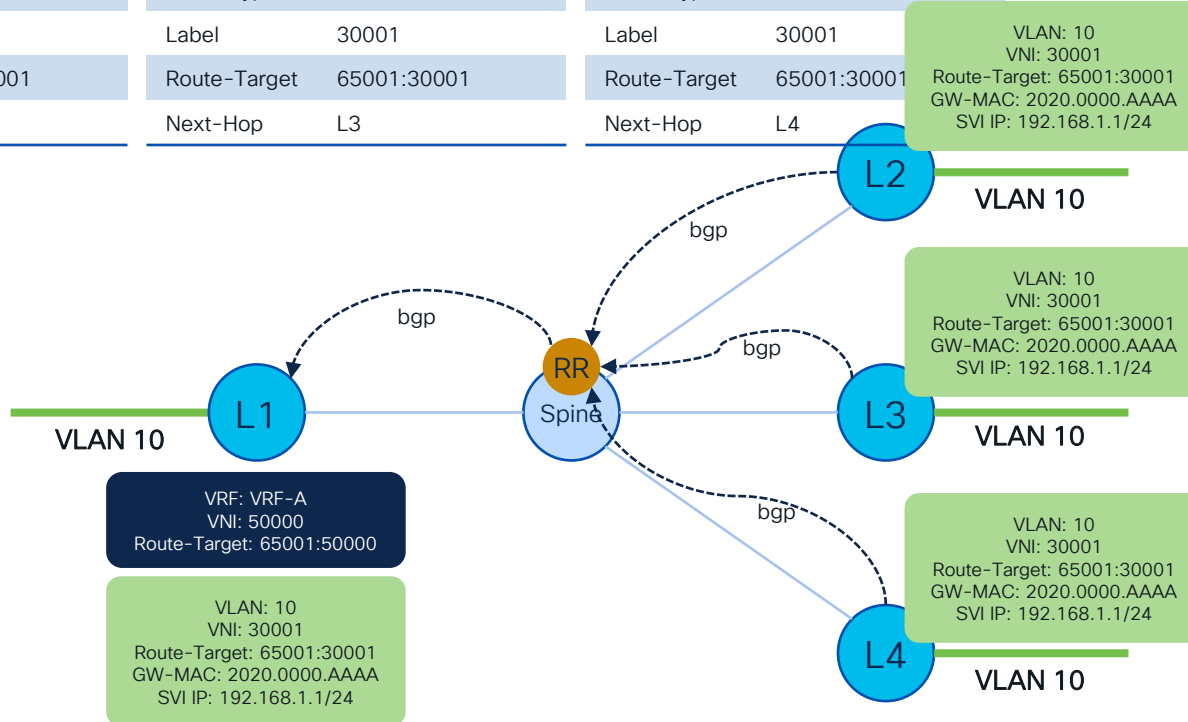 Label 30001
Label 30001
Route-Target 65001:30001
Route-Target 65001:30001
Next-Hop L3
Next-Hop L4
VLAN: 10
VNI: 30001
Route-Target: 65001:30001
GW-MAC: 2020.0000.AAAA
SVI IP: 192.168.1.1/24
L2
VLAN 10
bgp
VLAN: 10
VNI: 30001
Route-Target: 65001:30001
GW-MAC: 2020.0000.AAAA
SVI IP: 192.168.1.1/24
bgp
bgp
RR
L1
Spine
L3
VLAN 10
VLAN 10
VRF: VRF-A
VNI: 50000
Route-Target: 65001:50000
bgp
VLAN: 10
VNI: 30001
Route-Target: 65001:30001
GW-MAC: 2020.0000.AAAA
SVI IP: 192.168.1.1/24
VLAN: 10
VNI: 30001
Route-Target: 65001:30001
GW-MAC: 2020.0000.AAAA
SVI IP: 192.168.1.1/24
L4
VLAN 10